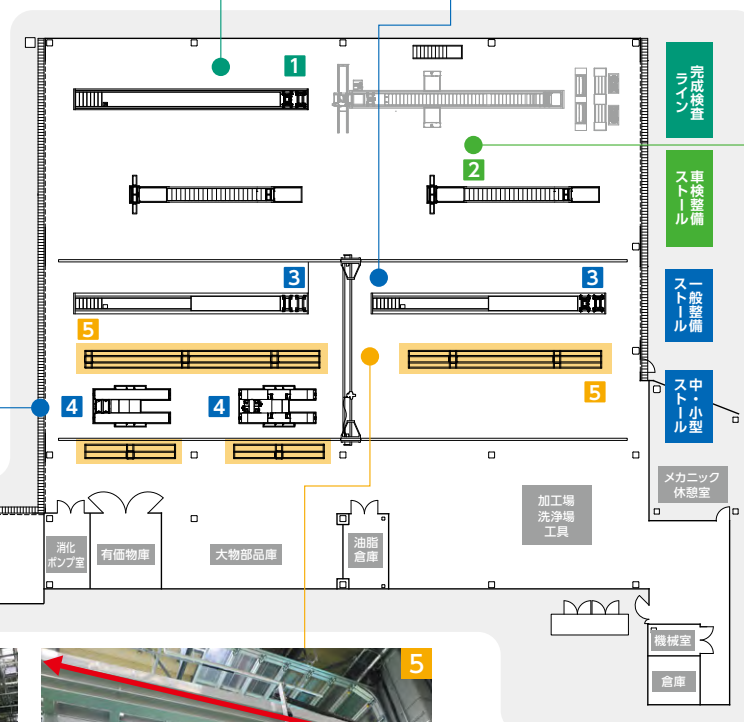 1
完成検査
ライン
2
車検整備
ストール
3
3
一般整備
ストール
5
4
4
5
中・小型
ストール
メカニック
休憩室
加工場
洗浄場
工具
消化
ポンプ室
有価物庫
大物部品庫
油脂
倉庫
機械室
倉庫
5